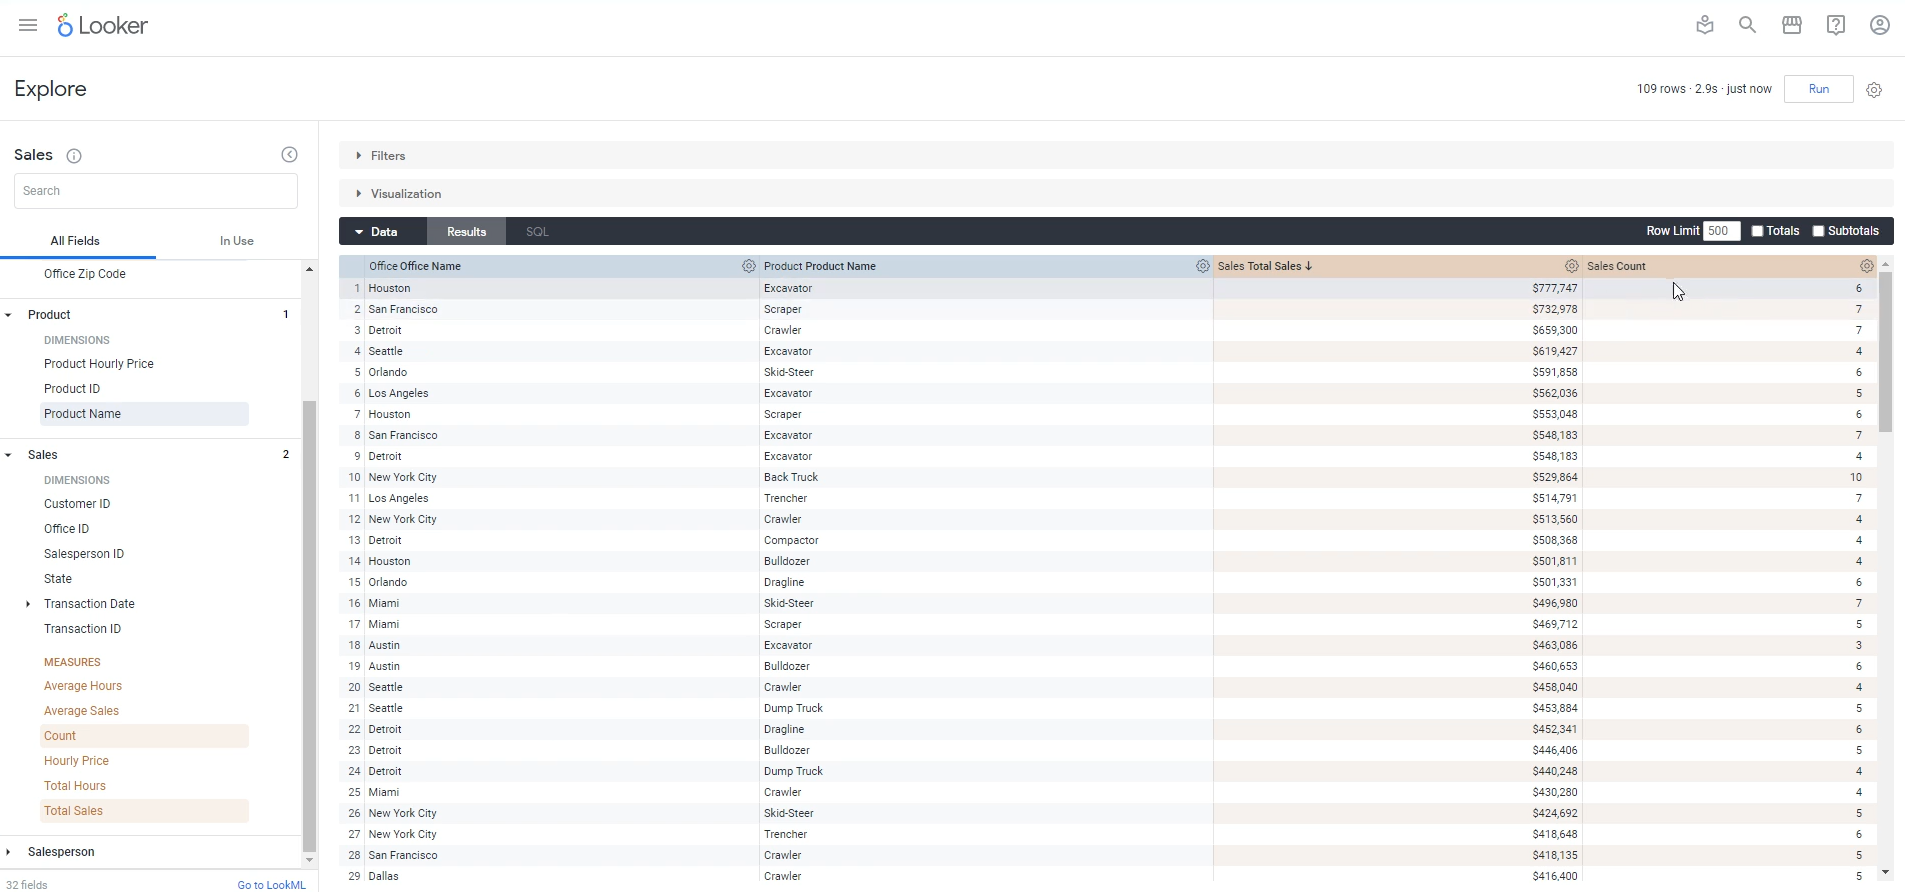 Looker
Explore
109 rows · 2.9s · just now Run
Sales
Search
All Fields In Use
Office Zip Code
Product 1
DIMENSIONS
Product Hourly Price
Product ID
Product Name
Sales 2
DIMENSIONS
Customer ID
Office ID
Salesperson ID
State
Transaction Date
Transaction ID
MEASURES
Average Hours
Average Sales
Count
Hourly Price
Total Hours
Total Sales
Salesperson
32 fields Go to LookML
Filters
Visualization
Data Results SQL Row Limit 500 Totals Subtotals
Office Office Name Product Product Name Sales Total Sales ↓ Sales Count
1 Houston Excavator $777,747 6
2 San Francisco Scraper $732,978 7
3 Detroit Crawler $659,300 7
4 Seattle Excavator $619,427 4
5 Orlando Skid-Steer $591,858 6
6 Los Angeles Excavator $562,036 5
7 Houston Scraper $553,048 6
8 San Francisco Excavator $548,183 7
9 Detroit Excavator $548,183 4
10 New York City Back Truck $529,864 10
11 Los Angeles Trencher $514,791 7
12 New York City Crawler $513,560 4
13 Detroit Compactor $508,368 4
14 Houston Bulldozer $501,811 4
15 Orlando Dragline $501,331 6
16 Miami Skid-Steer $496,980 7
17 Miami Scraper $469,712 5
18 Austin Excavator $463,086 3
19 Austin Bulldozer $460,653 6
20 Seattle Crawler $458,040 4
21 Seattle Dump Truck $453,884 5
22 Detroit Dragline $452,341 6
23 Detroit Bulldozer $446,406 5
24 Detroit Dump Truck $440,248 4
25 Miami Crawler $430,280 4
26 New York City Skid-Steer $424,692 5
27 New York City Trencher $418,648 6
28 San Francisco Crawler $418,135 5
29 Dallas Crawler $416,400 5